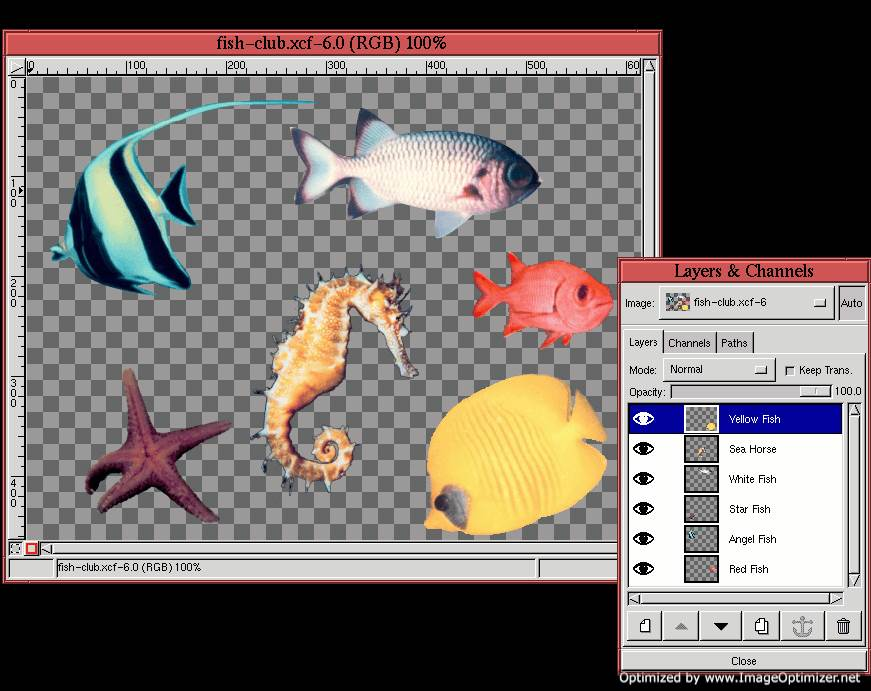 fish-club.xcf-6.0 (RGB) 100%
0 100 200 300 400 500 600
0
100
200
300
400
fish-club.xcf-6.0 (RGB) 100%
Layers & Channels
Image: fish-club.xcf-6 Auto
Layers Channels Paths
Mode: Normal Keep Trans.
Opacity: 100.0
Yellow Fish
Sea Horse
White Fish
Star Fish
Angel Fish
Red Fish
Close
Optimized by www.ImageOptimizer.net